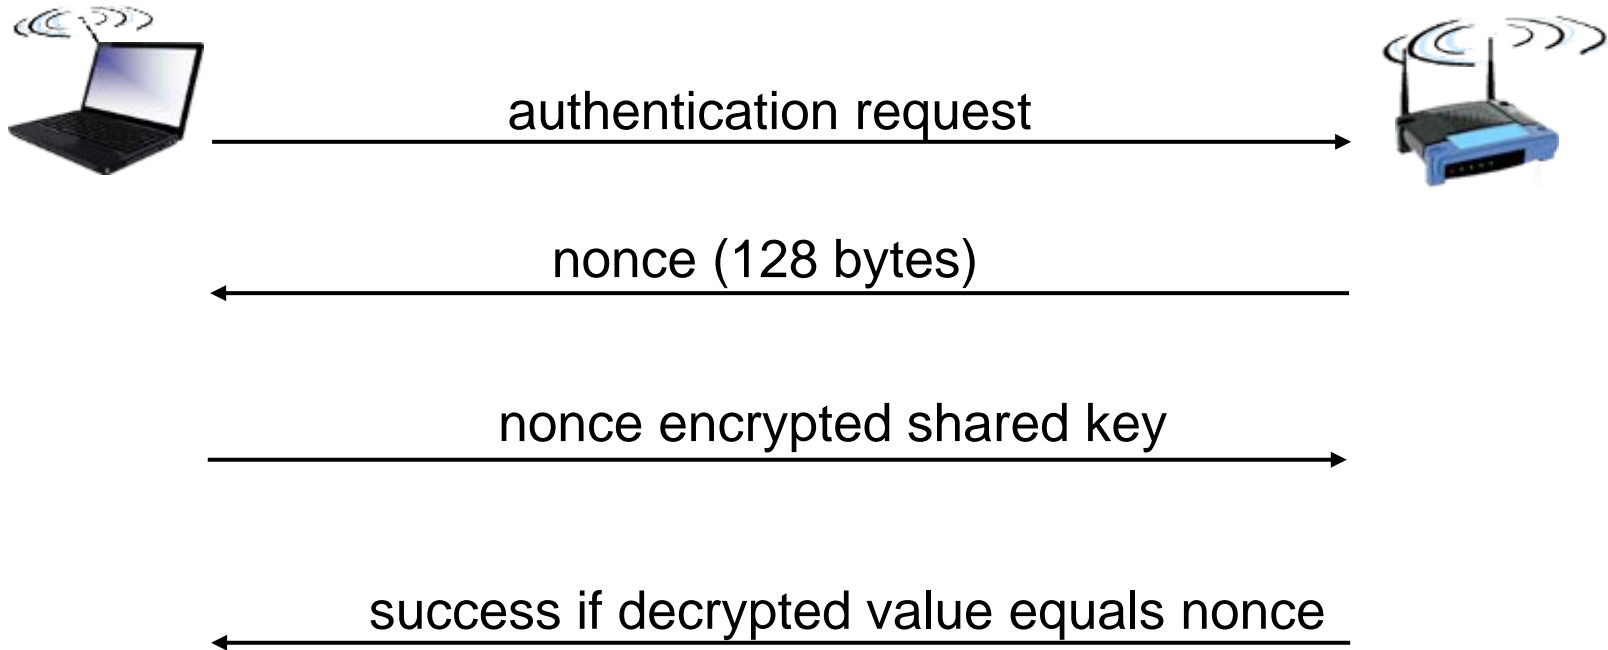 authentication request
nonce (128 bytes)
nonce encrypted shared key
success if decrypted value equals nonce